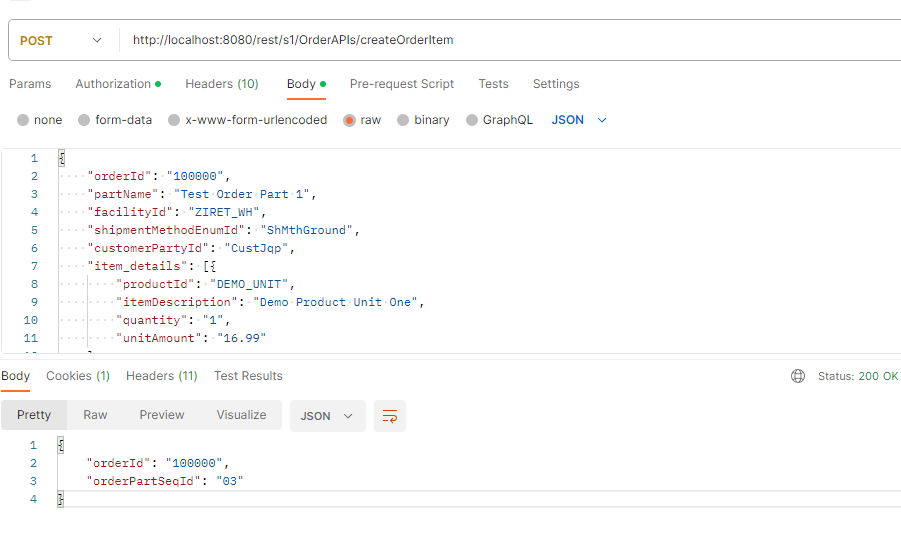 POST http://localhost:8080/rest/s1/OrderAPIs/createOrderItem
Params Authorization Headers (10) Body Pre-request Script Tests Settings
none form-data x-www-form-urlencoded raw binary GraphQL JSON
1 {
2 "orderId": "100000",
3 "partName": "Test Order Part 1",
4 "facilityId": "ZIRET_WH",
5 "shipmentMethodEnumId": "ShMthGround",
6 "customerPartyId": "CustJqp",
7 "item_details": [{
8 "productId": "DEMO_UNIT",
9 "itemDescription": "Demo Product Unit One",
10 "quantity": "1",
11 "unitAmount": "16.99"
Body Cookies (1) Headers (11) Test Results Status: 200 OK
Pretty Raw Preview Visualize JSON
1 {
2 "orderId": "100000",
3 "orderPartSeqId": "03"
4 }